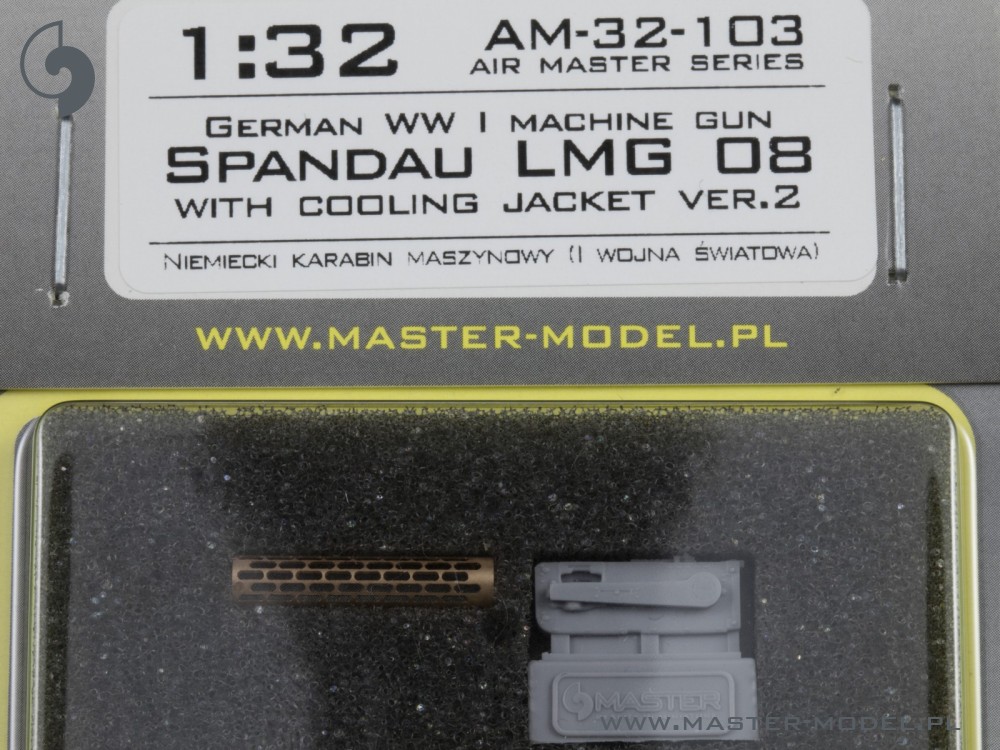 1:32
AM-32-103
AIR MASTER SERIES
GERMAN WW I MACHINE GUN
SPANDAU LMG 08
WITH COOLING JACKET VER.2
NIEMIECKI KARABIN MASZYNOWY (I WOJNA ŚWIATOWA)
WWW.MASTER-MODEL.PL
MASTER
WWW.MASTER-MODEL.PL